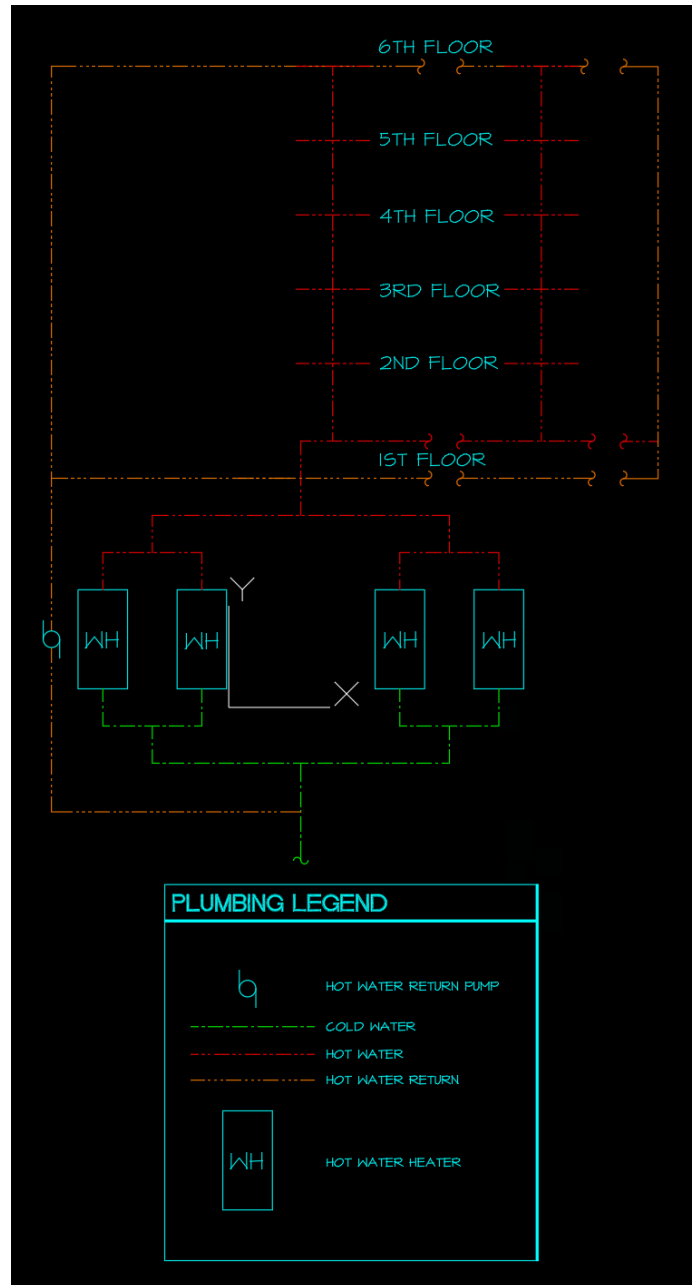 6TH FLOOR
5TH FLOOR
4TH FLOOR
3RD FLOOR
2ND FLOOR
1ST FLOOR
WH WH Y WH WH
X
PLUMBING LEGEND
HOT WATER RETURN PUMP
COLD WATER
HOT WATER
HOT WATER RETURN
WH HOT WATER HEATER